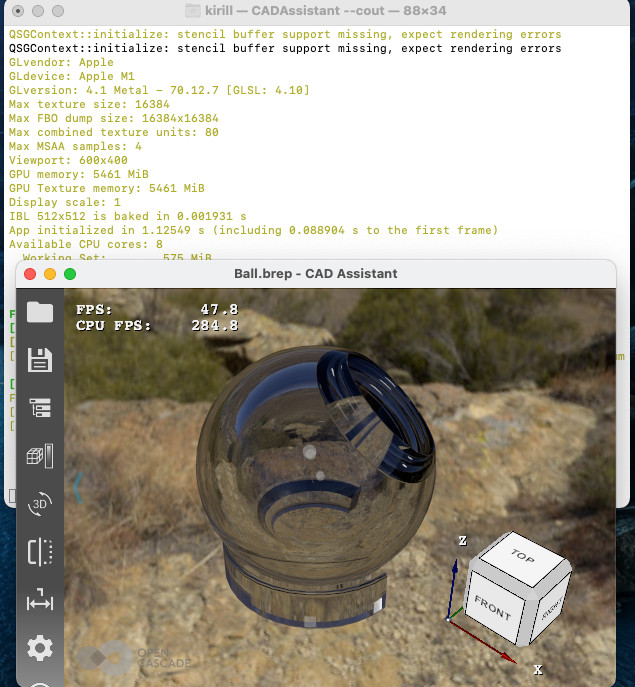 kirill — CADAssistant --cout — 88×34
QSGContext::initialize: stencil buffer support missing, expect rendering errors
QSGContext::initialize: stencil buffer support missing, expect rendering errors
GLvendor: Apple
GLdevice: Apple M1
GLversion: 4.1 Metal - 70.12.7 [GLSL: 4.10]
Max texture size: 16384
Max FBO dump size: 16384x16384
Max combined texture units: 80
Max MSAA samples: 4
Viewport: 600x400
GPU memory: 5461 MiB
GPU Texture memory: 5461 MiB
Display scale: 1
IBL 512x512 is baked in 0.001931 s
App initialized in 1.12549 s (including 0.088904 s to the first frame)
Available CPU cores: 8
Working Set: 575 MiB
Ball.brep - CAD Assistant
FPS: 47.8
CPU FPS: 284.8
3D
Z
TOP
FRONT
X
OPEN
CASCADE